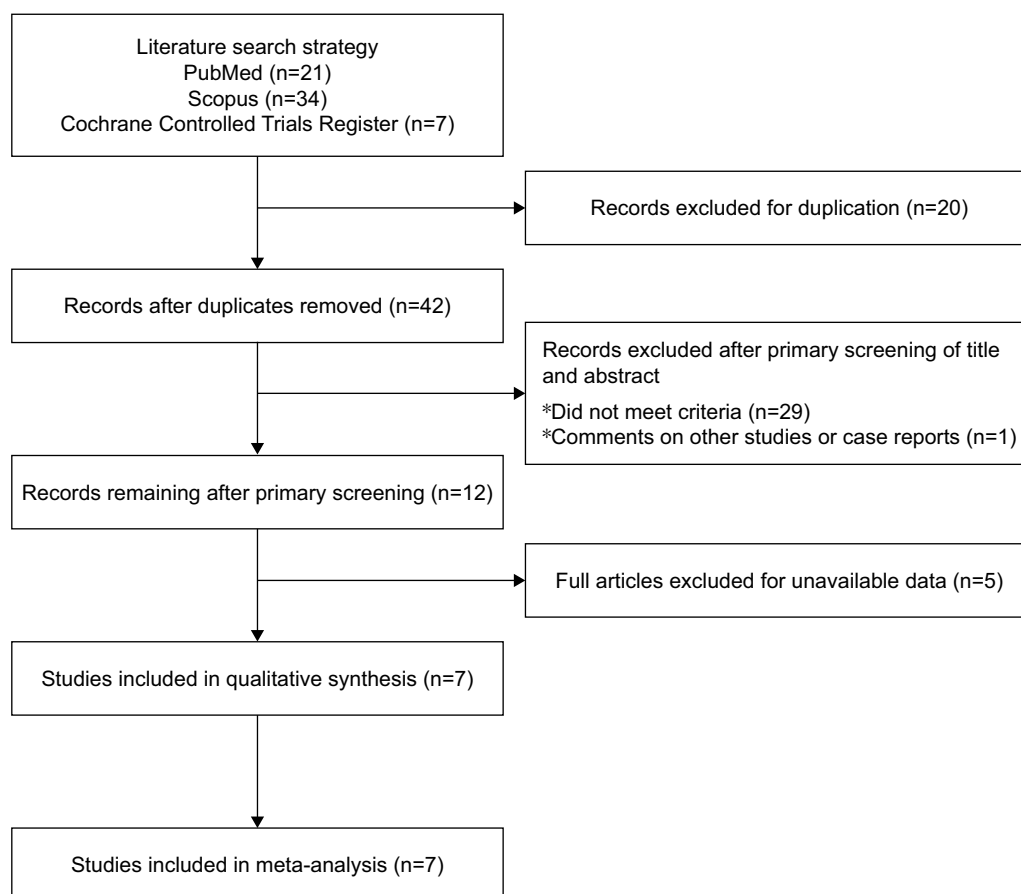 Literature search strategy
PubMed (n=21)
Scopus (n=34)
Cochrane Controlled Trials Register (n=7)
Records excluded for duplication (n=20)
Records after duplicates removed (n=42)
Records excluded after primary screening of title
and abstract
*Did not meet criteria (n=29)
*Comments on other studies or case reports (n=1)
Records remaining after primary screening (n=12)
Full articles excluded for unavailable data (n=5)
Studies included in qualitative synthesis (n=7)
Studies included in meta-analysis (n=7)